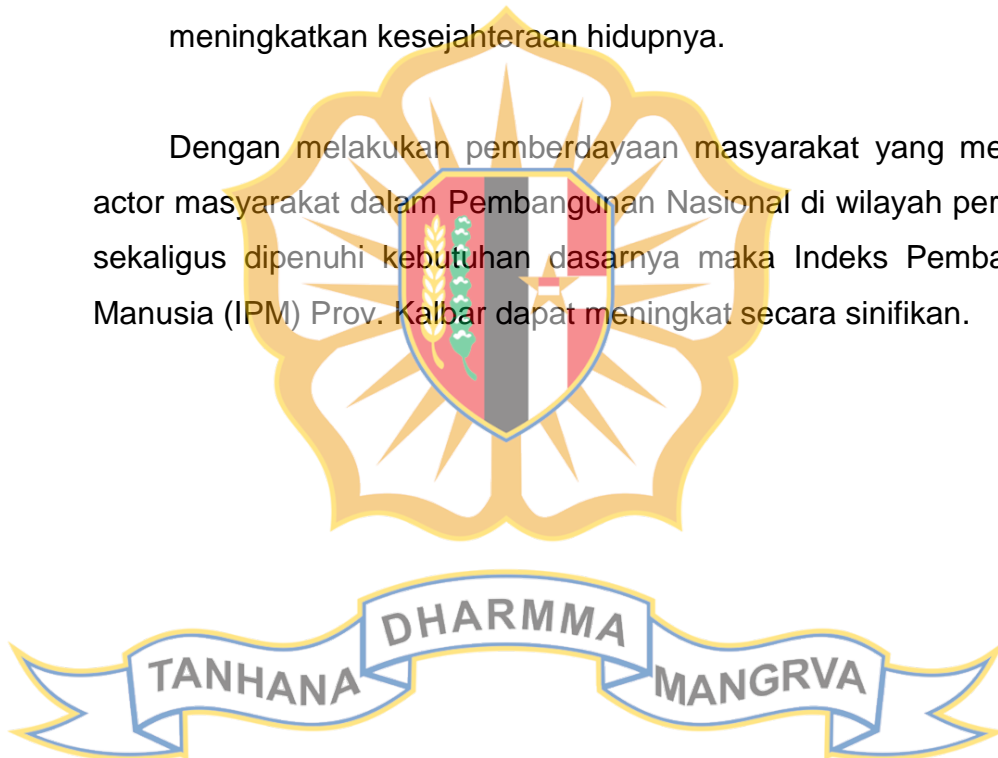 meningkatkan kesejahteraan hidupnya.
Dengan melakukan pemberdayaan masyarakat yang me
actor masyarakat dalam Pembangunan Nasional di wilayah per
sekaligus dipenuhi kebutuhan dasarnya maka Indeks Pemba
Manusia (IPM) Prov. Kalbar dapat meningkat secara sinifikan.
TANHANA DHARMMA MANGRVA